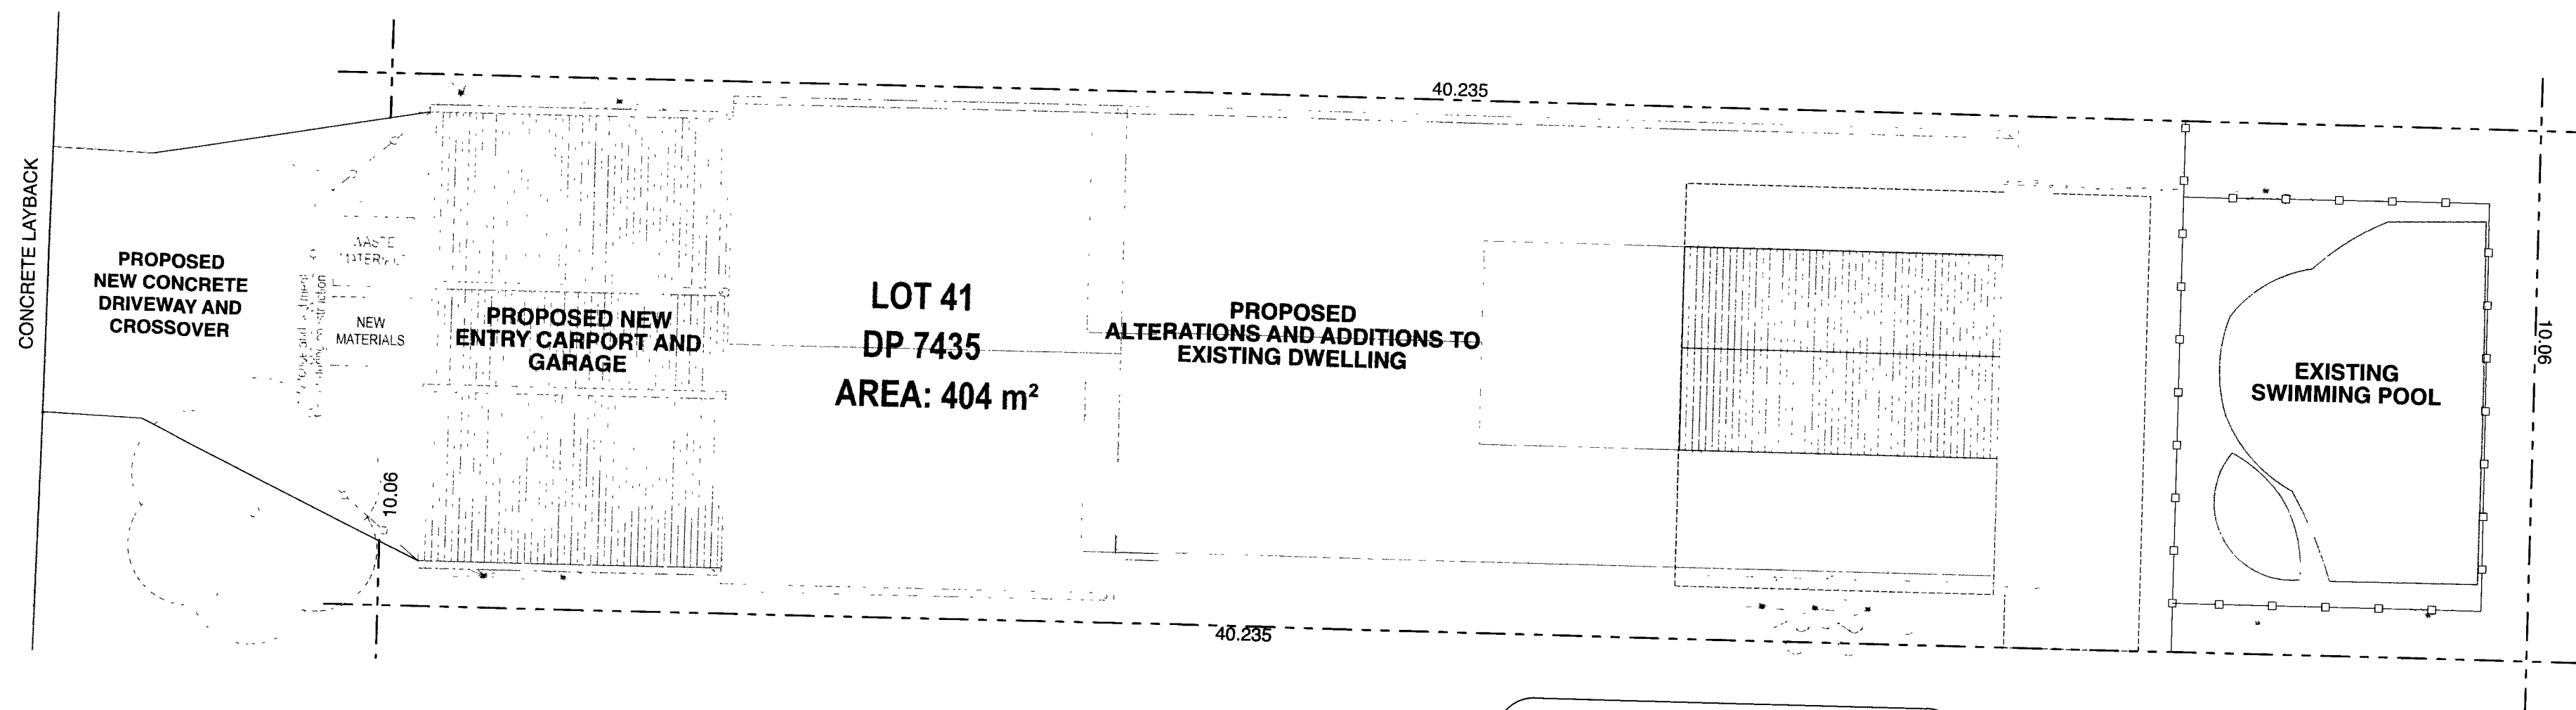 40.235
CONCRETE LAYBACK
PROPOSED
NEW CONCRETE
DRIVEWAY AND
CROSSOVER
NEW
MATERIALS
PROPOSED NEW
ENTRY CARPORT AND
GARAGE
LOT 41
DP 7435
AREA: 404 m²
PROPOSED
ALTERATIONS AND ADDITIONS TO
EXISTING DWELLING
EXISTING
SWIMMING POOL
10.06
10.06
40.235